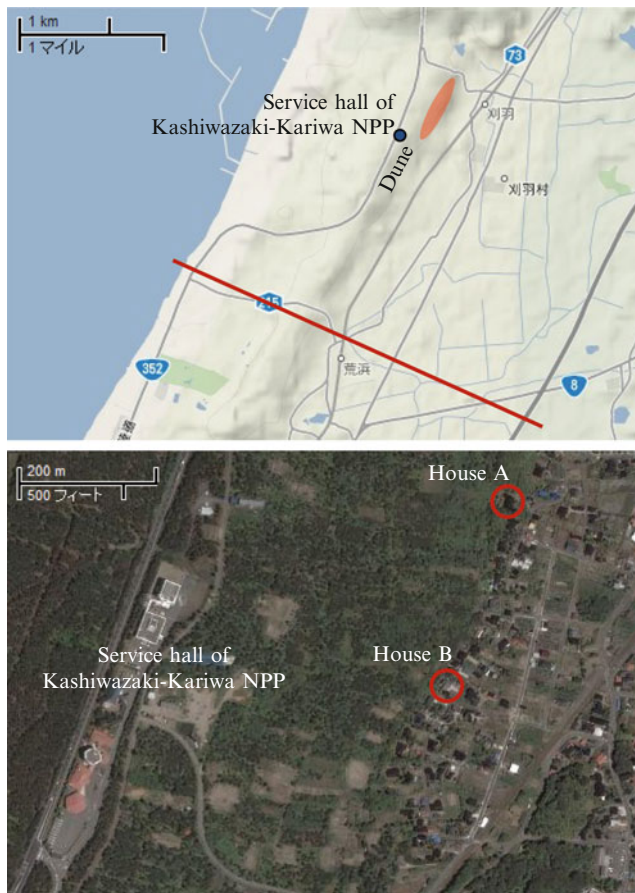 1 km
1 マイル
73
Service hall of
Kashiwazaki-Kariwa NPP
刈羽
Dune
刈羽村
352
荒浜
8
200 m
500 フィート
House A
House B
Service hall of
Kashiwazaki-Kariwa NPP